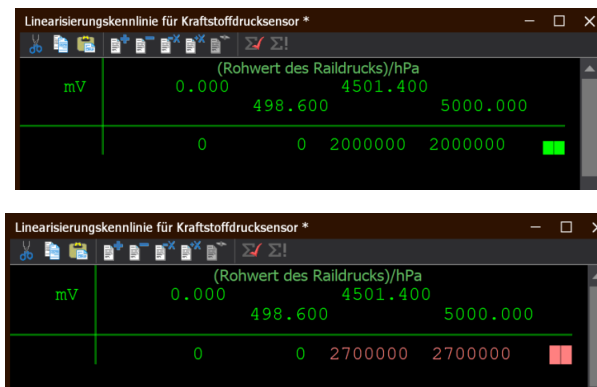 Linearisierungskennlinie für Kraftstoffdrucksensor *
(Rohwert des Raildrucks)/hPa
mV 0.000 4501.400
498.600 5000.000
0 0 2000000 2000000
Linearisierungskennlinie für Kraftstoffdrucksensor *
(Rohwert des Raildrucks)/hPa
mV 0.000 4501.400
498.600 5000.000
0 0 2700000 2700000